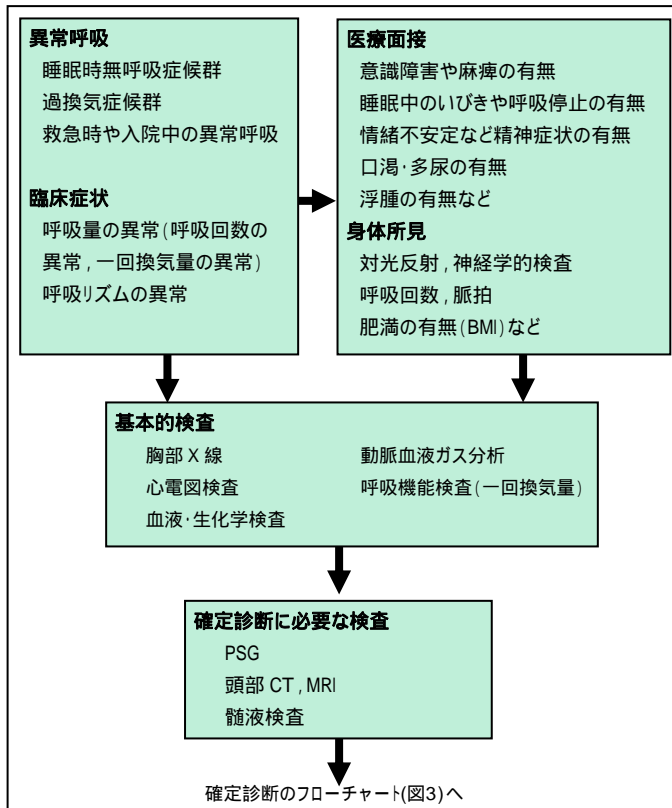 異常呼吸
睡眠時無呼吸症候群
過換気症候群
救急時や入院中の異常呼吸
臨床症状
呼吸量の異常(呼吸回数の
異常,一回換気量の異常)
呼吸リズムの異常
医療面接
意識障害や麻痺の有無
睡眠中のいびきや呼吸停止の有無
情緒不安定など精神症状の有無
口渇・多尿の有無
浮腫の有無など
身体所見
対光反射,神経学的検査
呼吸回数,脈拍
肥満の有無(BMI)など
基本的検査
胸部X線
心電図検査
血液・生化学検査
動脈血液ガス分析
呼吸機能検査(一回換気量)
確定診断に必要な検査
PSG
頭部CT,MRI
髄液検査
確定診断のフローチャート(図3)へ